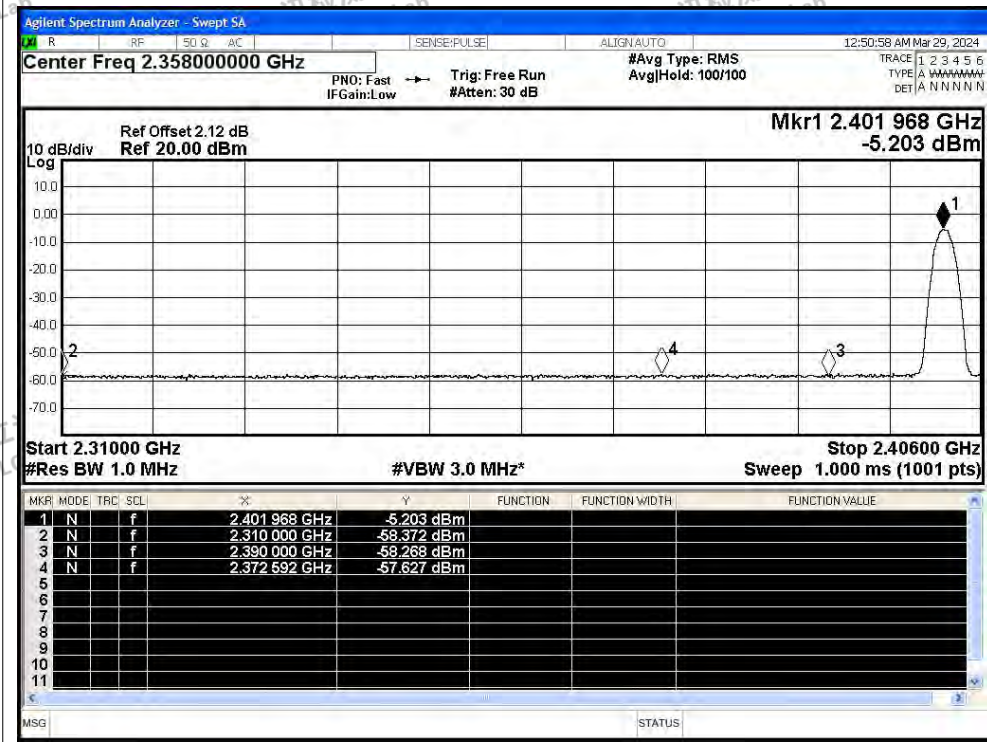 Agilent Spectrum Analyzer - Swept SA
LXI R RF 50 Ω AC SENSE:PULSE ALIGN AUTO 12:50:58 AM Mar 29, 2024
Center Freq 2.358000000 GHz #Avg Type: RMS TRACE 1 2 3 4 5 6
PNO: Fast Trig: Free Run Avg|Hold: 100/100 TYPE A WWWWW
IFGain:Low #Atten: 30 dB DET A N N N N N
Mkr1 2.401 968 GHz
Ref Offset 2.12 dB
10 dB/div Ref 20.00 dBm -5.203 dBm
Log
10.0
0.00
1
-10.0
-20.0
-30.0
-40.0
-50.0 2 4 3
-60.0
-70.0
Start 2.31000 GHz Stop 2.40600 GHz
#Res BW 1.0 MHz #VBW 3.0 MHz* Sweep 1.000 ms (1001 pts)
MKR MODE TRC SCL X Y FUNCTION FUNCTION WIDTH FUNCTION VALUE
1 N f 2.401 968 GHz -5.203 dBm
2 N f 2.310 000 GHz -58.372 dBm
3 N f 2.390 000 GHz -58.268 dBm
4 N f 2.372 592 GHz -57.627 dBm
5
6
7
8
9
10
11
MSG STATUS